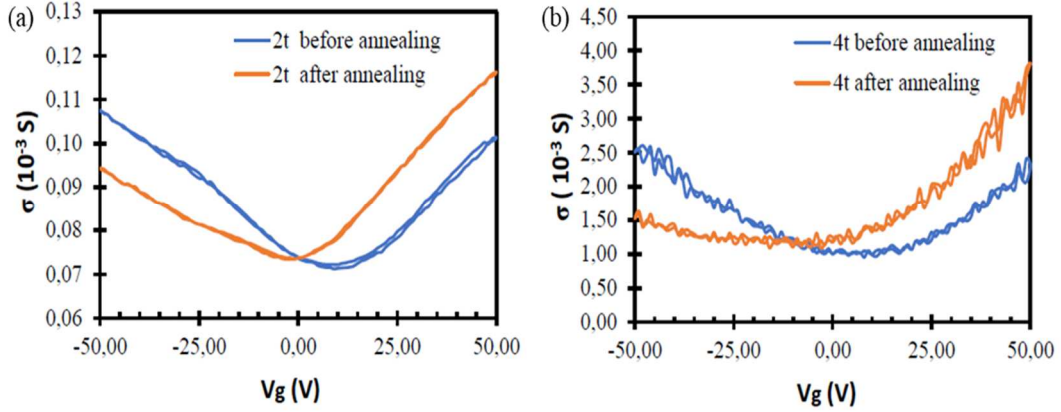 (a)
0,13
0,12
0,11
0,10
0,09
0,08
0,07
0,06
σ (10⁻³ S)
2t before annealing
2t after annealing
-50,00 -25,00 0,00 25,00 50,00
Vg (V)
(b)
4,50
4,00
3,50
3,00
2,50
2,00
1,50
1,00
0,50
0,00
σ ( 10⁻³ S)
4t before annealing
4t after annealing
-50,00 -25,00 0,00 25,00 50,00
Vg (V)